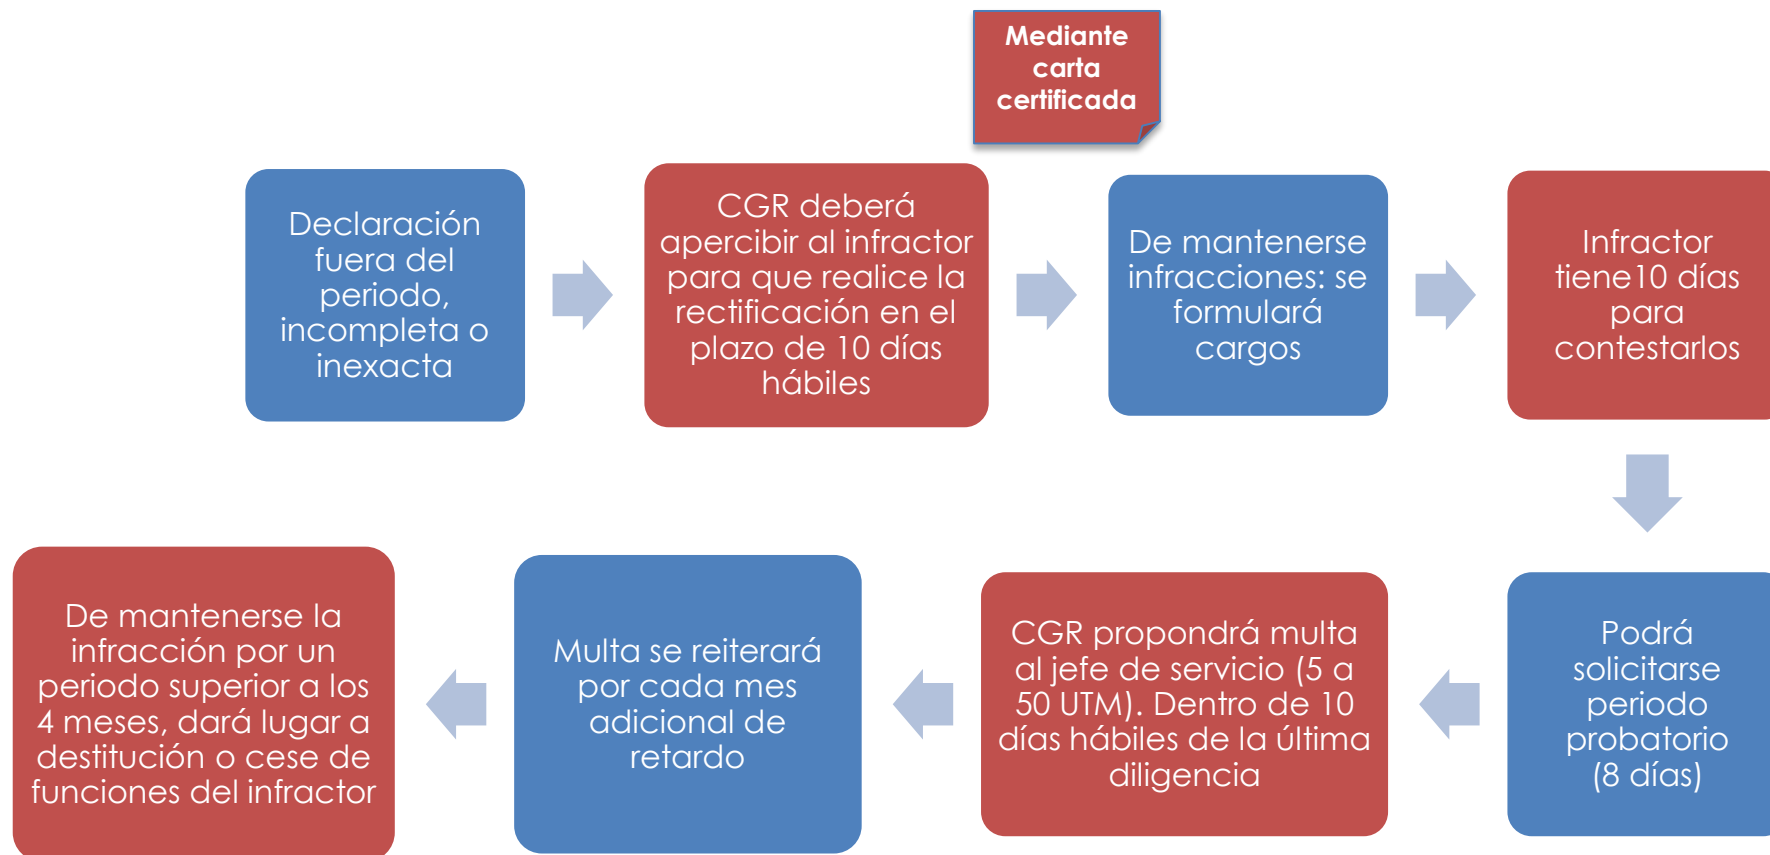 Mediante
carta
certificada
Declaración
fuera del
periodo,
incompleta o
inexacta
CGR deberá
apercibir al infractor
para que realice la
rectificación en el
plazo de 10 días
hábiles
De mantenerse
infracciones: se
formulará
cargos
Infractor
tiene10 días
para
contestarlos
Podrá
solicitarse
periodo
probatorio
(8 días)
CGR propondrá multa
al jefe de servicio (5 a
50 UTM). Dentro de 10
días hábiles de la última
diligencia
Multa se reiterará
por cada mes
adicional de
retardo
De mantenerse la
infracción por un
periodo superior a los
4 meses, dará lugar a
destitución o cese de
funciones del infractor